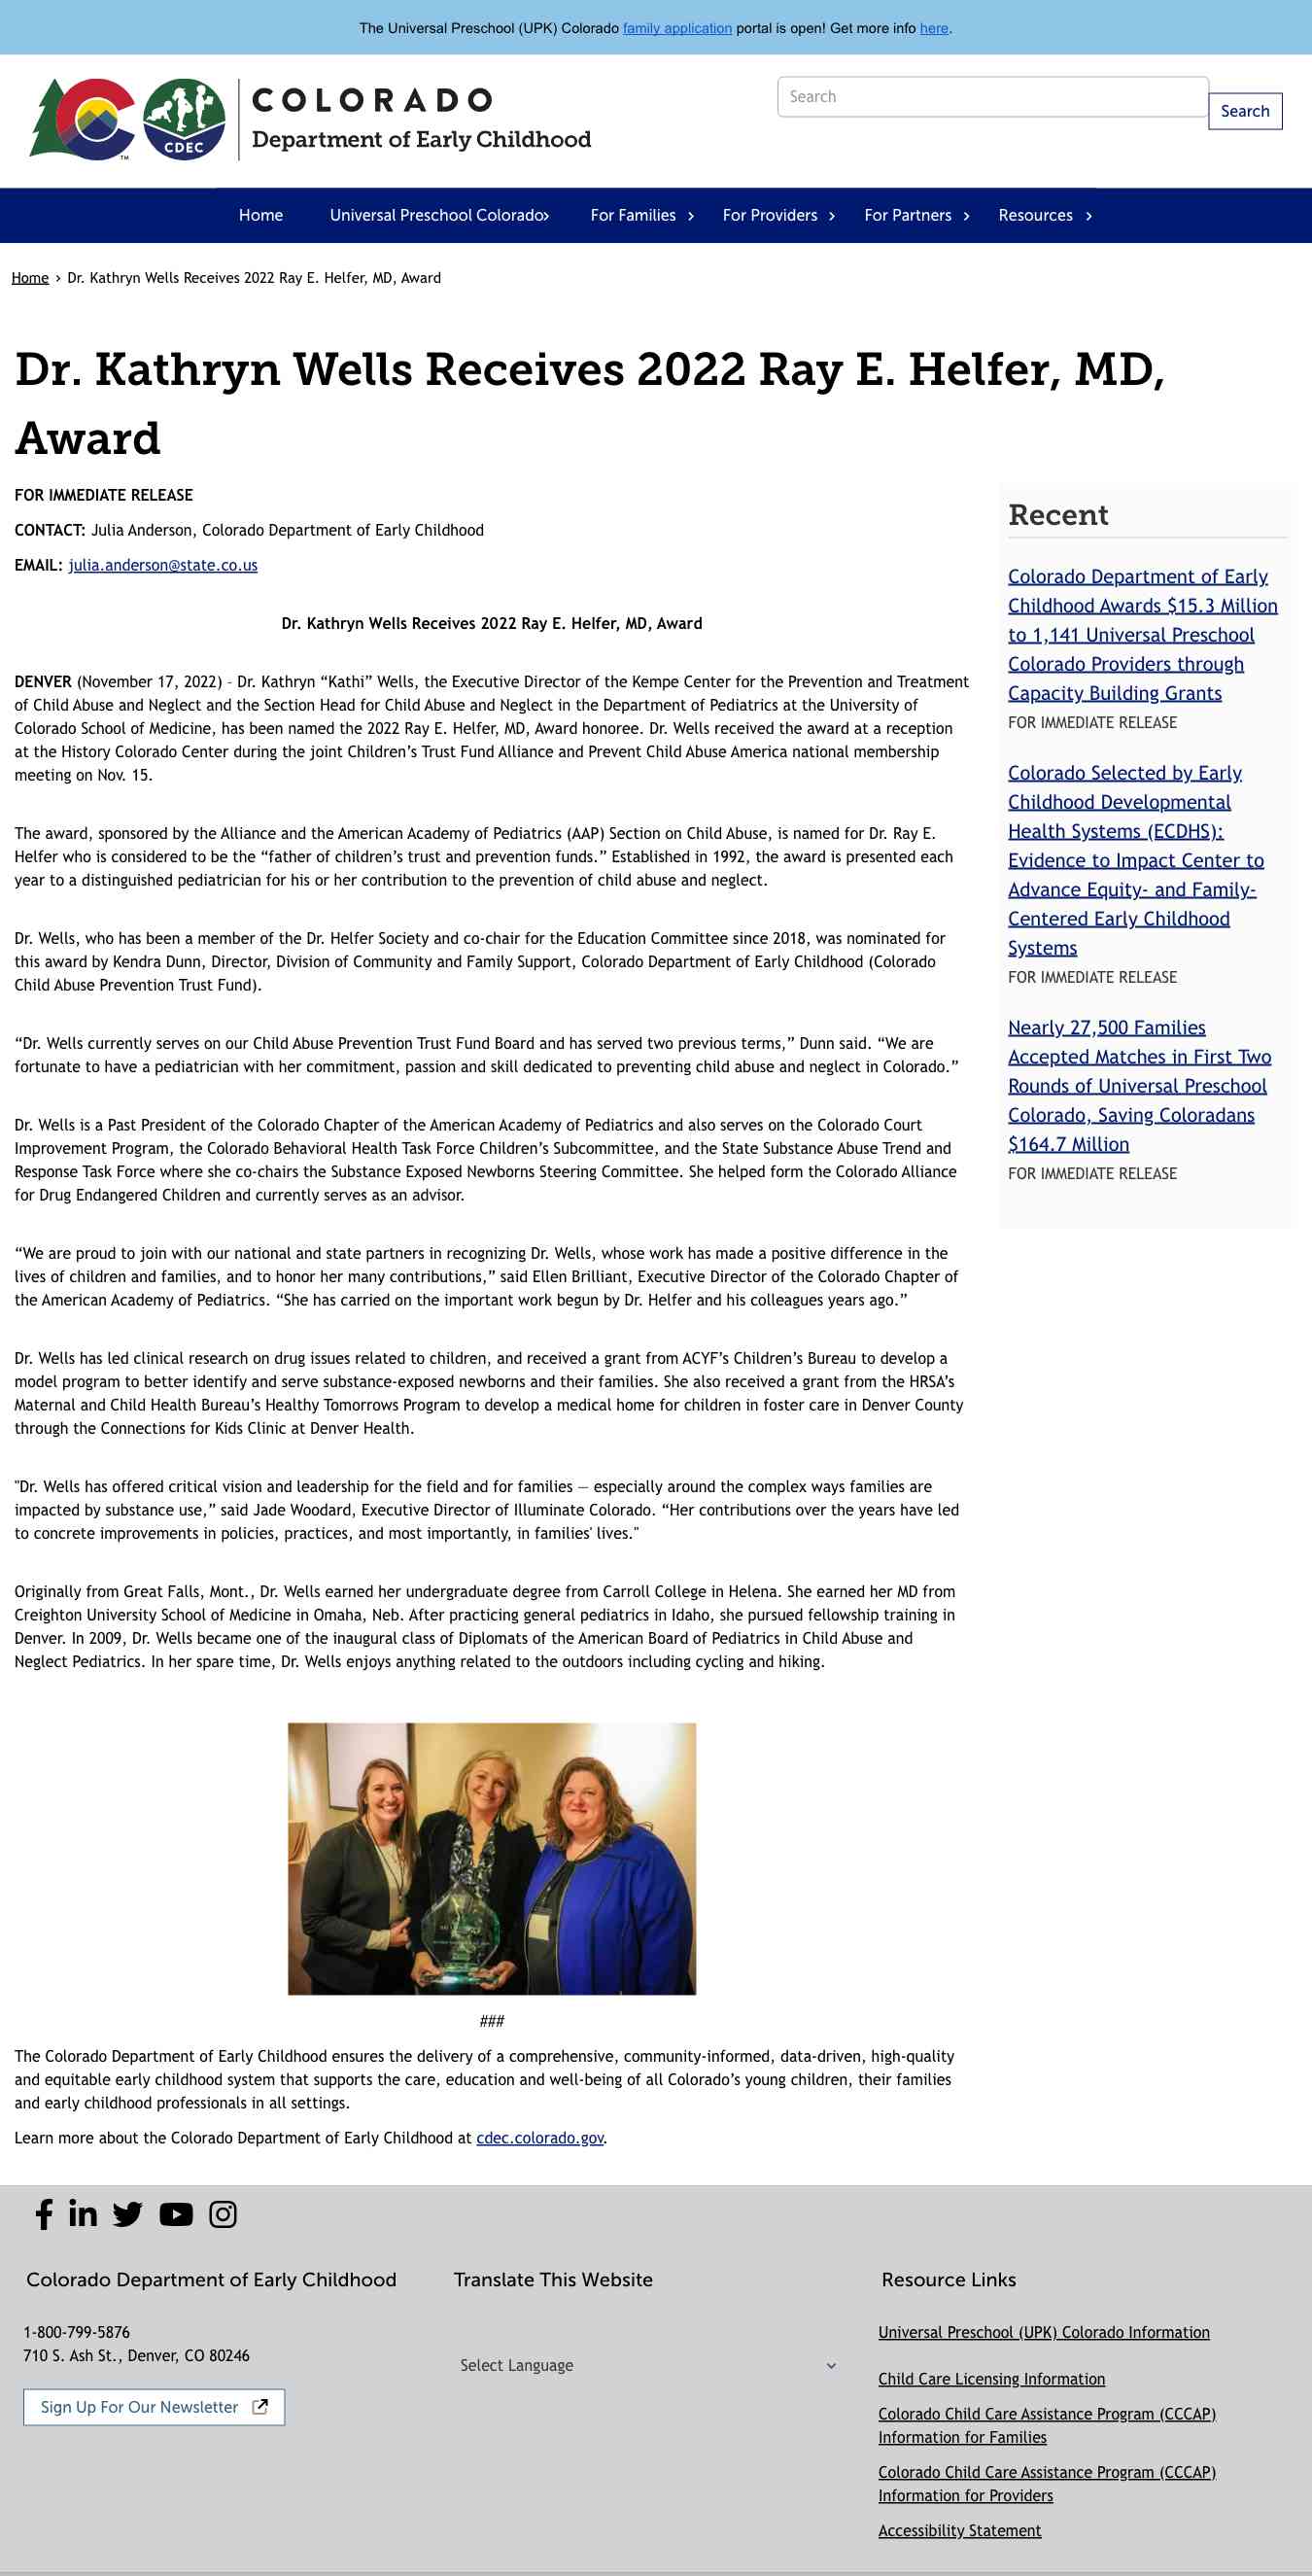 The Universal Preschool (UPK) Colorado family application portal is open! Get more info here.
COLORADO
Department of Early Childhood
CDEC
TM
Search
Search
Home
Universal Preschool Colorado
For Families
For Providers
For Partners
Resources
Home › Dr. Kathryn Wells Receives 2022 Ray E. Helfer, MD, Award
Dr. Kathryn Wells Receives 2022 Ray E. Helfer, MD,
Award
FOR IMMEDIATE RELEASE
CONTACT: Julia Anderson, Colorado Department of Early Childhood
EMAIL: julia.anderson@state.co.us
Dr. Kathryn Wells Receives 2022 Ray E. Helfer, MD, Award
DENVER (November 17, 2022) - Dr. Kathryn “Kathi” Wells, the Executive Director of the Kempe Center for the Prevention and Treatment
of Child Abuse and Neglect and the Section Head for Child Abuse and Neglect in the Department of Pediatrics at the University of
Colorado School of Medicine, has been named the 2022 Ray E. Helfer, MD, Award honoree. Dr. Wells received the award at a reception
at the History Colorado Center during the joint Children’s Trust Fund Alliance and Prevent Child Abuse America national membership
meeting on Nov. 15.
The award, sponsored by the Alliance and the American Academy of Pediatrics (AAP) Section on Child Abuse, is named for Dr. Ray E.
Helfer who is considered to be the “father of children’s trust and prevention funds.” Established in 1992, the award is presented each
year to a distinguished pediatrician for his or her contribution to the prevention of child abuse and neglect.
Dr. Wells, who has been a member of the Dr. Helfer Society and co-chair for the Education Committee since 2018, was nominated for
this award by Kendra Dunn, Director, Division of Community and Family Support, Colorado Department of Early Childhood (Colorado
Child Abuse Prevention Trust Fund).
“Dr. Wells currently serves on our Child Abuse Prevention Trust Fund Board and has served two previous terms,” Dunn said. “We are
fortunate to have a pediatrician with her commitment, passion and skill dedicated to preventing child abuse and neglect in Colorado.”
Dr. Wells is a Past President of the Colorado Chapter of the American Academy of Pediatrics and also serves on the Colorado Court
Improvement Program, the Colorado Behavioral Health Task Force Children’s Subcommittee, and the State Substance Abuse Trend and
Response Task Force where she co-chairs the Substance Exposed Newborns Steering Committee. She helped form the Colorado Alliance
for Drug Endangered Children and currently serves as an advisor.
“We are proud to join with our national and state partners in recognizing Dr. Wells, whose work has made a positive difference in the
lives of children and families, and to honor her many contributions,” said Ellen Brilliant, Executive Director of the Colorado Chapter of
the American Academy of Pediatrics. “She has carried on the important work begun by Dr. Helfer and his colleagues years ago.”
Dr. Wells has led clinical research on drug issues related to children, and received a grant from ACYF’s Children’s Bureau to develop a
model program to better identify and serve substance-exposed newborns and their families. She also received a grant from the HRSA’s
Maternal and Child Health Bureau’s Healthy Tomorrows Program to develop a medical home for children in foster care in Denver County
through the Connections for Kids Clinic at Denver Health.
"Dr. Wells has offered critical vision and leadership for the field and for families — especially around the complex ways families are
impacted by substance use,” said Jade Woodard, Executive Director of Illuminate Colorado. “Her contributions over the years have led
to concrete improvements in policies, practices, and most importantly, in families' lives."
Originally from Great Falls, Mont., Dr. Wells earned her undergraduate degree from Carroll College in Helena. She earned her MD from
Creighton University School of Medicine in Omaha, Neb. After practicing general pediatrics in Idaho, she pursued fellowship training in
Denver. In 2009, Dr. Wells became one of the inaugural class of Diplomats of the American Board of Pediatrics in Child Abuse and
Neglect Pediatrics. In her spare time, Dr. Wells enjoys anything related to the outdoors including cycling and hiking.
###
The Colorado Department of Early Childhood ensures the delivery of a comprehensive, community-informed, data-driven, high-quality
and equitable early childhood system that supports the care, education and well-being of all Colorado’s young children, their families
and early childhood professionals in all settings.
Learn more about the Colorado Department of Early Childhood at cdec.colorado.gov.
Recent
Colorado Department of Early
Childhood Awards $15.3 Million
to 1,141 Universal Preschool
Colorado Providers through
Capacity Building Grants
FOR IMMEDIATE RELEASE
Colorado Selected by Early
Childhood Developmental
Health Systems (ECDHS):
Evidence to Impact Center to
Advance Equity- and Family-
Centered Early Childhood
Systems
FOR IMMEDIATE RELEASE
Nearly 27,500 Families
Accepted Matches in First Two
Rounds of Universal Preschool
Colorado, Saving Coloradans
$164.7 Million
FOR IMMEDIATE RELEASE
Colorado Department of Early Childhood
1-800-799-5876
710 S. Ash St., Denver, CO 80246
Sign Up For Our Newsletter
Translate This Website
Select Language
Resource Links
Universal Preschool (UPK) Colorado Information
Child Care Licensing Information
Colorado Child Care Assistance Program (CCCAP)
Information for Families
Colorado Child Care Assistance Program (CCCAP)
Information for Providers
Accessibility Statement